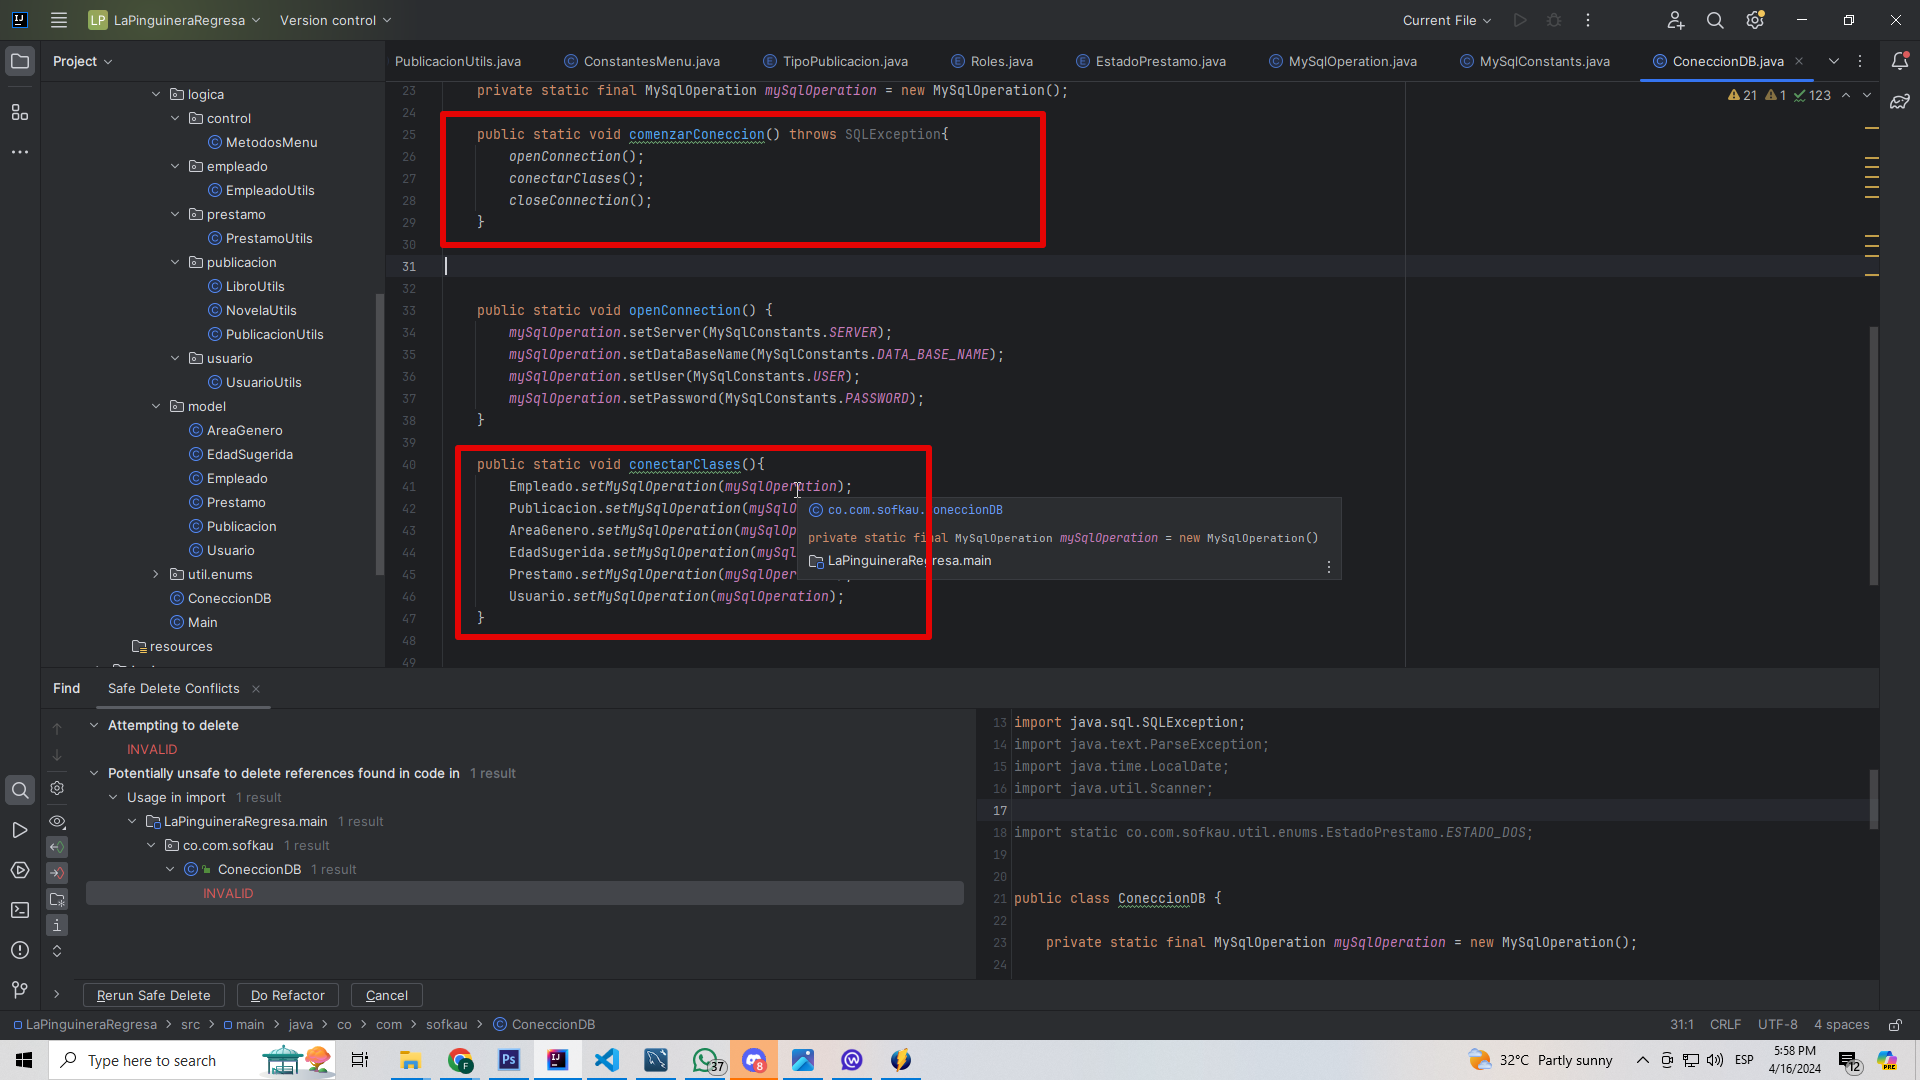 LP LaPinguineraRegresa Version control Current File
Project PublicacionUtils.java ConstantesMenu.java TipoPublicacion.java Roles.java EstadoPrestamo.java MySqlOperation.java MySqlConstants.java ConeccionDB.java
21 1 123
logica
control
MetodosMenu
empleado
EmpleadoUtils
prestamo
PrestamoUtils
publicacion
LibroUtils
NovelaUtils
PublicacionUtils
usuario
UsuarioUtils
model
AreaGenero
EdadSugerida
Empleado
Prestamo
Publicacion
Usuario
util.enums
ConeccionDB
Main
resources
23 private static final MySqlOperation mySqlOperation = new MySqlOperation();
24
25 public static void comenzarConeccion() throws SQLException{
26 openConnection();
27 conectarClases();
28 closeConnection();
29 }
30
31
32
33 public static void openConnection() {
34 mySqlOperation.setServer(MySqlConstants.SERVER);
35 mySqlOperation.setDataBaseName(MySqlConstants.DATA_BASE_NAME);
36 mySqlOperation.setUser(MySqlConstants.USER);
37 mySqlOperation.setPassword(MySqlConstants.PASSWORD);
38 }
39
40 public static void conectarClases(){
41 Empleado.setMySqlOperation(mySqlOperation);
42 Publicacion.setMySqlOperation(mySqlO
43 AreaGenero.setMySqlOperation(mySqlOp
44 EdadSugerida.setMySqlOperation(mySql
45 Prestamo.setMySqlOperation(mySqlOper
46 Usuario.setMySqlOperation(mySqlOperation);
47 }
48
49
co.com.sofkau.ConeccionDB
private static final MySqlOperation mySqlOperation = new MySqlOperation()
LaPinguineraRegresa.main
Find Safe Delete Conflicts
Attempting to delete
INVALID
Potentially unsafe to delete references found in code in 1 result
Usage in import 1 result
LaPinguineraRegresa.main 1 result
co.com.sofkau 1 result
ConeccionDB 1 result
INVALID
13 import java.sql.SQLException;
14 import java.text.ParseException;
15 import java.time.LocalDate;
16 import java.util.Scanner;
17
18 import static co.com.sofkau.util.enums.EstadoPrestamo.ESTADO_DOS;
19
20
21 public class ConeccionDB {
22
23 private static final MySqlOperation mySqlOperation = new MySqlOperation();
24
Rerun Safe Delete Do Refactor Cancel
LaPinguineraRegresa > src > main > java > co > com > sofkau > ConeccionDB 31:1 CRLF UTF-8 4 spaces
Type here to search Ps 37 8 32°C Partly sunny ESP 5:58 PM
4/16/2024 12 PRE